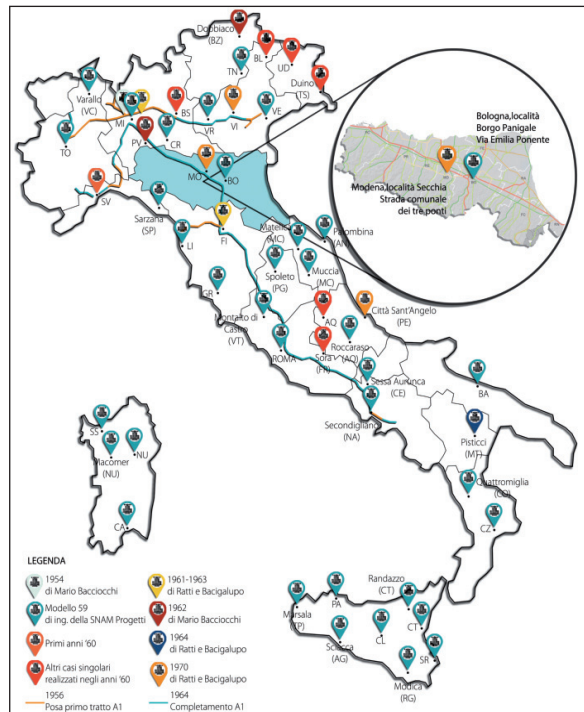 Dobbiaco
(BZ)
BL
UD
TN
Duino
(TS)
Varallo
(VC)
MI
BS
VR
VI
VE
TO
PV
CR
MO
BO
SV
Sarzana
(SP)
LI
FI
Bologna,località
Borgo Panigale
Via Emilia Ponente
Modena,località Secchia
Strada comunale
dei tre ponti
Matelica
(MC)
Palombina
(AN)
Muccia
(MC)
Spoleto
(PG)
GR
Montalto di
Castro
(VT)
AQ
Città Sant'Angelo
(PE)
Roccaraso
(AQ)
Sora
(FR)
ROMA
Sessa Aurunca
(CE)
Secondigliano
(NA)
BA
Pisticci
(MT)
Quattromiglia
(CO)
CZ
SS
Macomer
(NU)
NU
CA
Marsala
(TP)
PA
Randazzo
(CT)
CT
CL
Sciacca
(AG)
SR
Modica
(RG)
LEGENDA
1954
di Mario Bacciocchi
Modello 59
di ing. della SNAM Progetti
Primi anni '60
Altri casi singolari
realizzati negli anni '60
1956
Posa primo tratto A1
1961-1963
di Ratti e Bacigalupo
1962
di Mario Bacciocchi
1964
di Ratti e Bacigalupo
1970
di Ratti e Bacigalupo
1964
Completamento A1